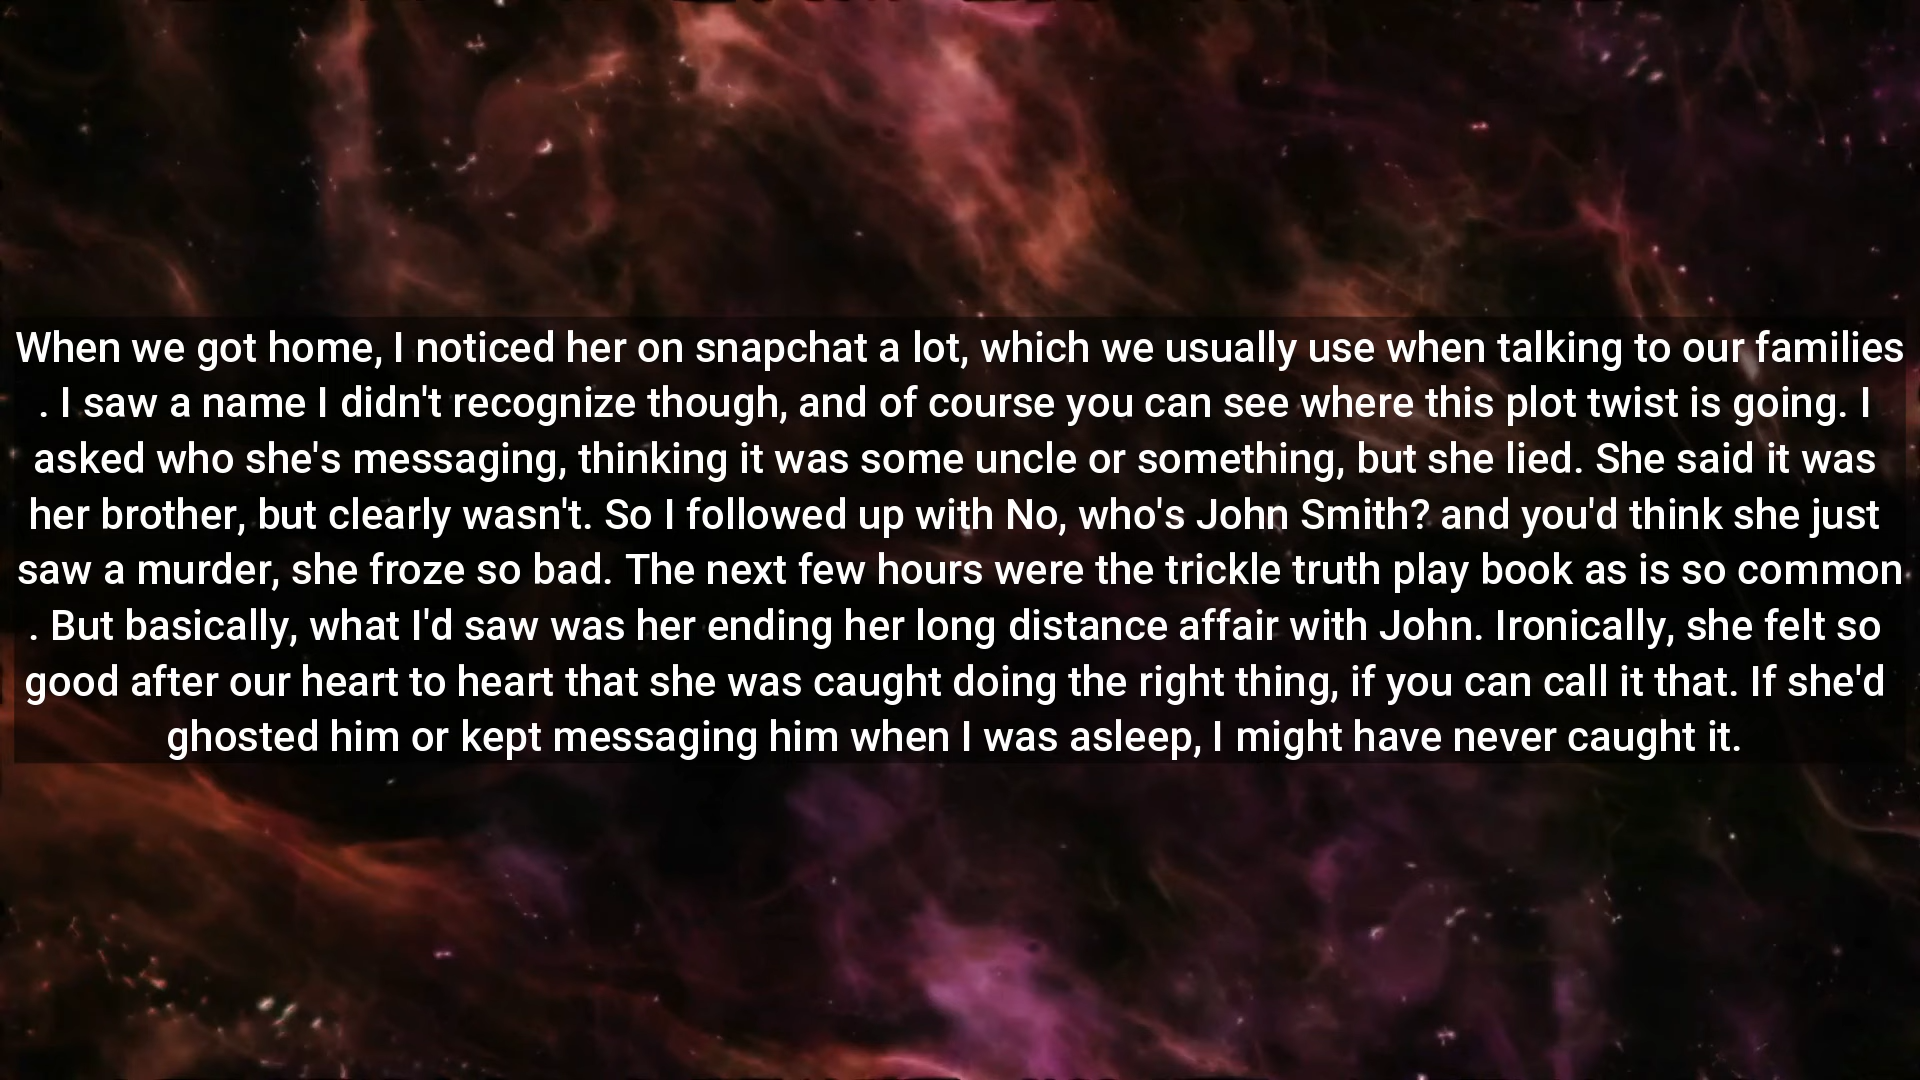 When we got home, I noticed her on snapchat a lot, which we usually use when talking to our families
. I saw a name I didn't recognize though, and of course you can see where this plot twist is going. I
asked who she's messaging, thinking it was some uncle or something, but she lied. She said it was
her brother, but clearly wasn't. So I followed up with No, who's John Smith? and you'd think she just
saw a murder, she froze so bad. The next few hours were the trickle truth play book as is so common
. But basically, what I'd saw was her ending her long distance affair with John. Ironically, she felt so
good after our heart to heart that she was caught doing the right thing, if you can call it that. If she'd
ghosted him or kept messaging him when I was asleep, I might have never caught it.